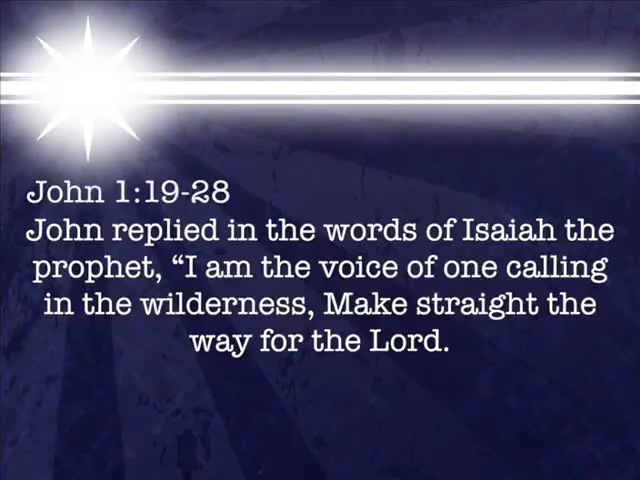 John 1:19-28
John replied in the words of Isaiah the
prophet, “I am the voice of one calling
in the wilderness, Make straight the
way for the Lord.